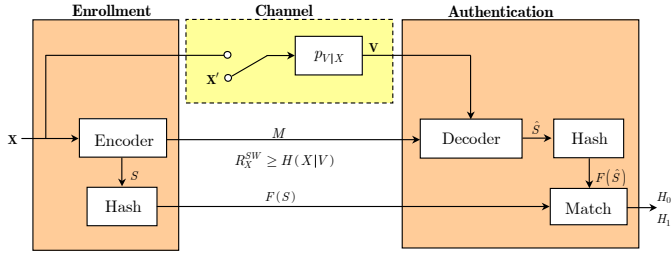 Enrollment
Channel
Authentication
p_{V|X}
V
X′
X
Encoder
M
Decoder
Ŝ
Hash
R_X^{SW} ≥ H(X|V)
S
F(Ŝ)
Hash
F(S)
Match
H_0
H_1